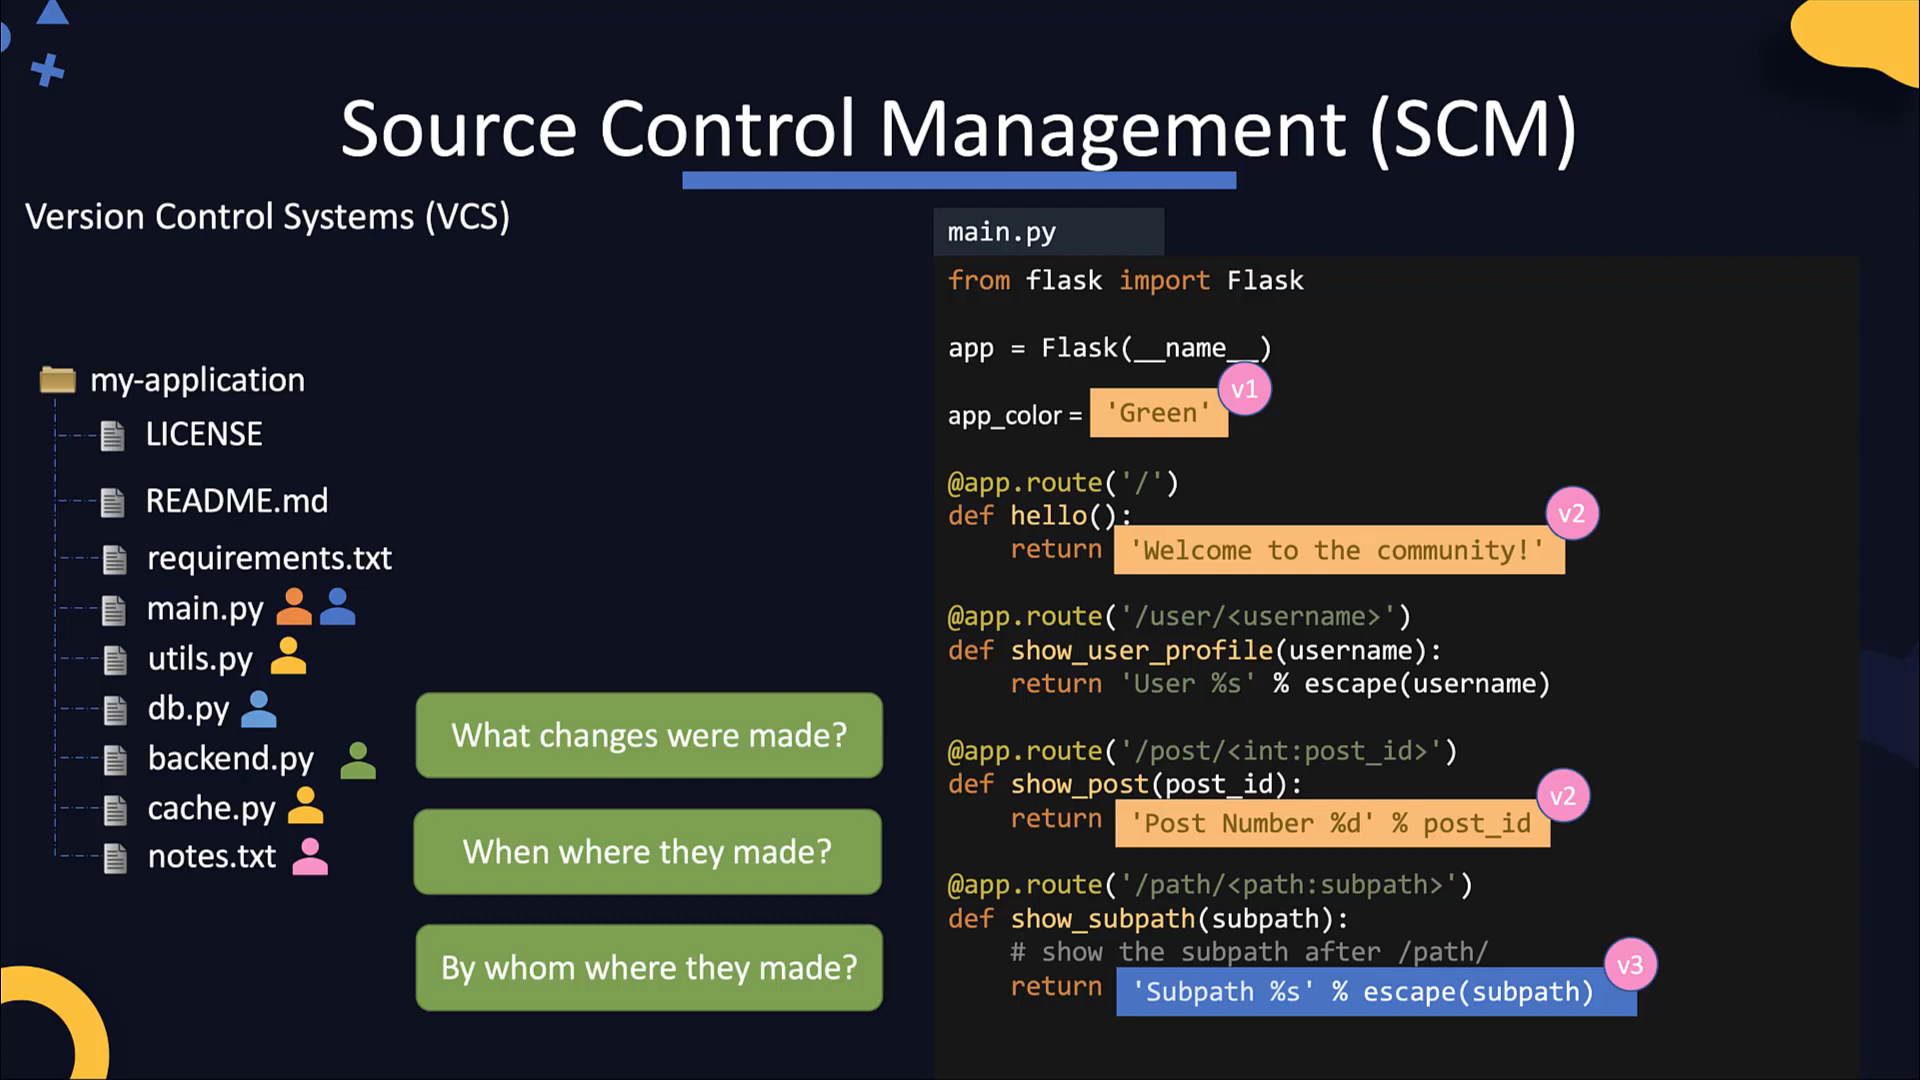 Source Control Management (SCM)
Version Control Systems (VCS)
my-application
LICENSE
README.md
requirements.txt
main.py
utils.py
db.py
backend.py
cache.py
notes.txt
What changes were made?
When where they made?
By whom where they made?
main.py
from flask import Flask
app = Flask(__name__)
v1
app_color = 'Green'
@app.route('/')
def hello():
v2
return 'Welcome to the community!'
@app.route('/user/<username>')
def show_user_profile(username):
return 'User %s' % escape(username)
@app.route('/post/<int:post_id>')
def show_post(post_id):
v2
return 'Post Number %d' % post_id
@app.route('/path/<path:subpath>')
def show_subpath(subpath):
# show the subpath after /path/
v3
return 'Subpath %s' % escape(subpath)